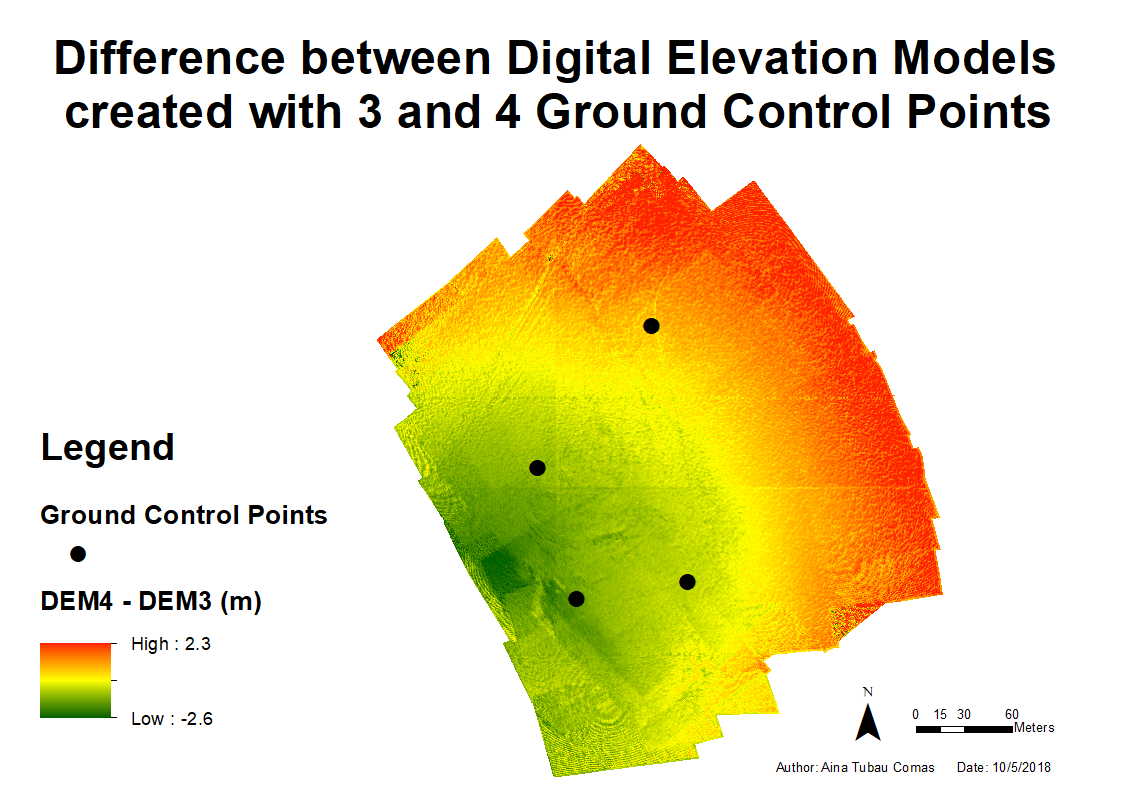 Difference between Digital Elevation Models
created with 3 and 4 Ground Control Points
Legend
Ground Control Points
DEM4 - DEM3 (m)
High : 2.3
Low : -2.6
N
0 15 30 60
Meters
Author: Aina Tubau Comas Date: 10/5/2018